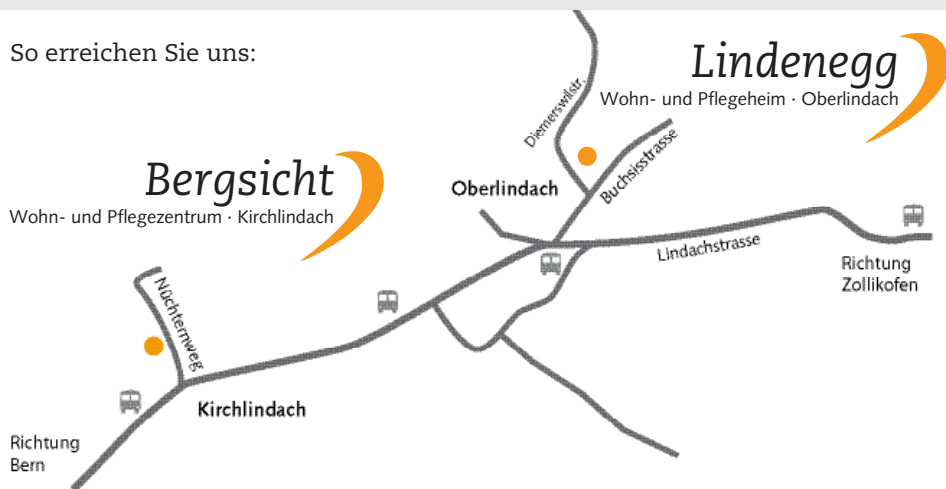 So erreichen Sie uns:
Lindenegg
Wohn- und Pflegeheim · Oberlindach
Diemerswilstr.
Buchsisstrasse
Bergsicht
Wohn- und Pflegezentrum · Kirchlindach
Oberlindach
Lindachstrasse
Richtung
Zollikofen
Nüchternweg
Kirchlindach
Richtung
Bern